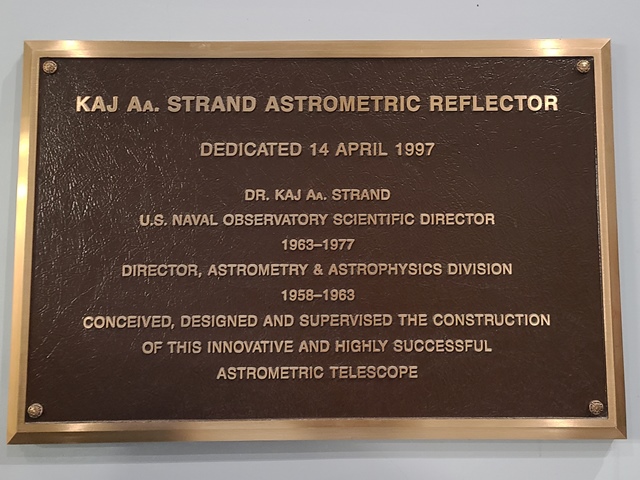 KAJ AA. STRAND ASTROMETRIC REFLECTOR
DEDICATED 14 APRIL 1997
DR. KAJ AA. STRAND
U.S. NAVAL OBSERVATORY SCIENTIFIC DIRECTOR
1963–1977
DIRECTOR, ASTROMETRY & ASTROPHYSICS DIVISION
1958–1963
CONCEIVED, DESIGNED AND SUPERVISED THE CONSTRUCTION
OF THIS INNOVATIVE AND HIGHLY SUCCESSFUL
ASTROMETRIC TELESCOPE